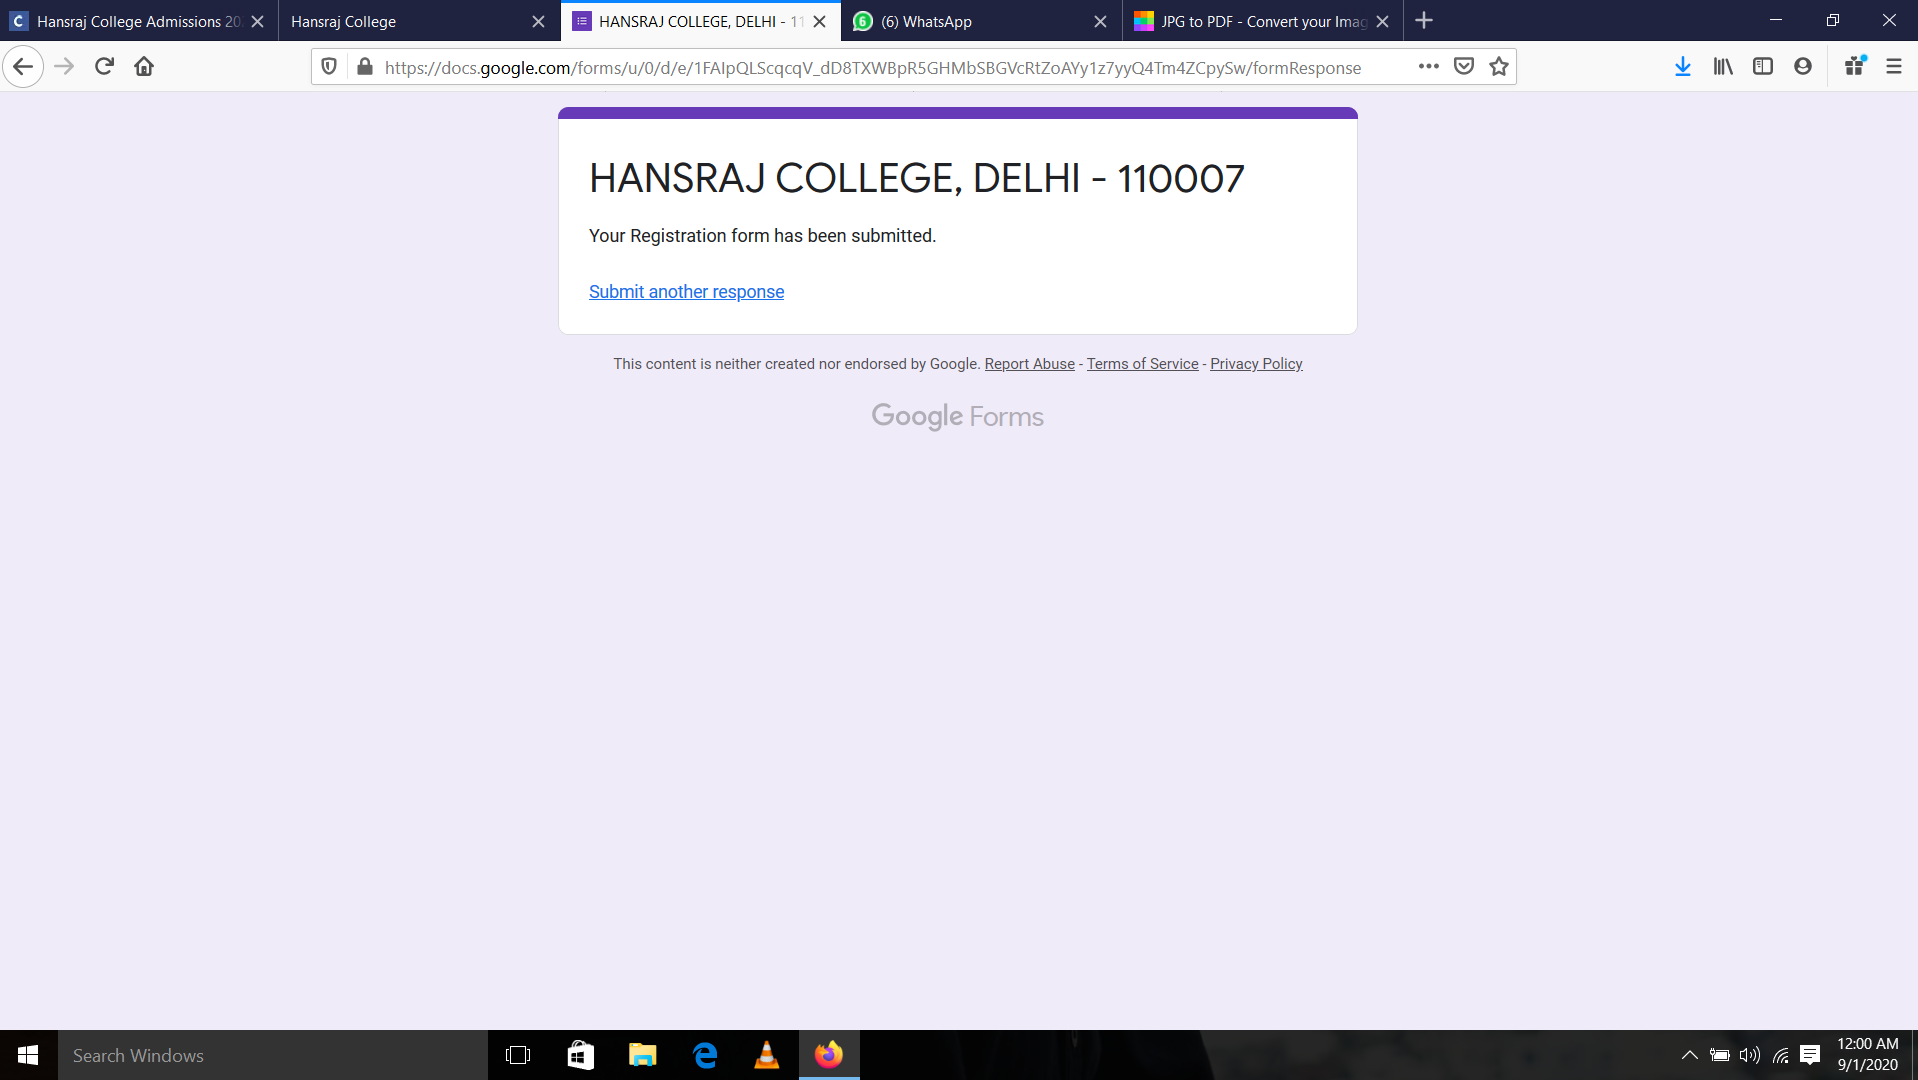 Hansraj College Admissions 20
Hansraj College
HANSRAJ COLLEGE, DELHI - 11
(6) WhatsApp
JPG to PDF - Convert your Imag
https://docs.google.com/forms/u/0/d/e/1FAIpQLScqcqV_dD8TXWBpR5GHMbSBGVcRtZoAYy1z7yyQ4Tm4ZCpySw/formResponse
HANSRAJ COLLEGE, DELHI - 110007
Your Registration form has been submitted.
Submit another response
This content is neither created nor endorsed by Google. Report Abuse - Terms of Service - Privacy Policy
Google Forms
Search Windows
12:00 AM
9/1/2020